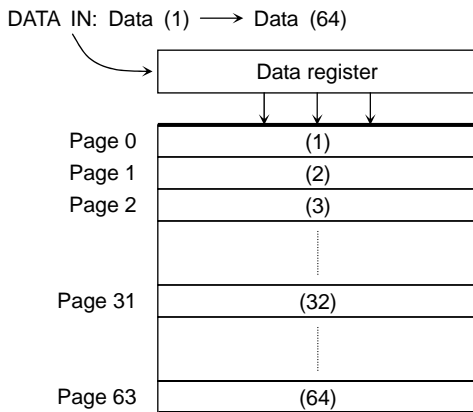 DATA IN: Data (1) ⟶ Data (64)
Data register
Page 0 (1)
Page 1 (2)
Page 2 (3)
Page 31 (32)
Page 63 (64)